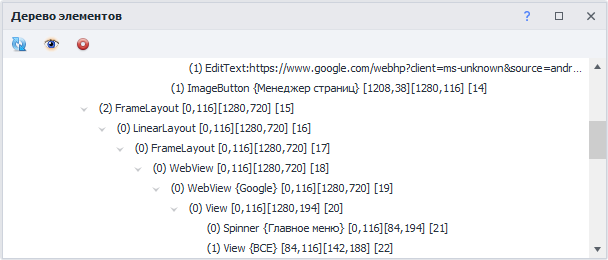 Дерево элементов
(1) EditText:https://www.google.com/webhp?client=ms-unknown&source=andr...
(1) ImageButton {Менеджер страниц} [1208,38][1280,116] [14]
(2) FrameLayout [0,116][1280,720] [15]
(0) LinearLayout [0,116][1280,720] [16]
(0) FrameLayout [0,116][1280,720] [17]
(0) WebView [0,116][1280,720] [18]
(0) WebView {Google} [0,116][1280,720] [19]
(0) View [0,116][1280,194] [20]
(0) Spinner {Главное меню} [0,116][84,194] [21]
(1) View {ВСЕ} [84,116][142,188] [22]